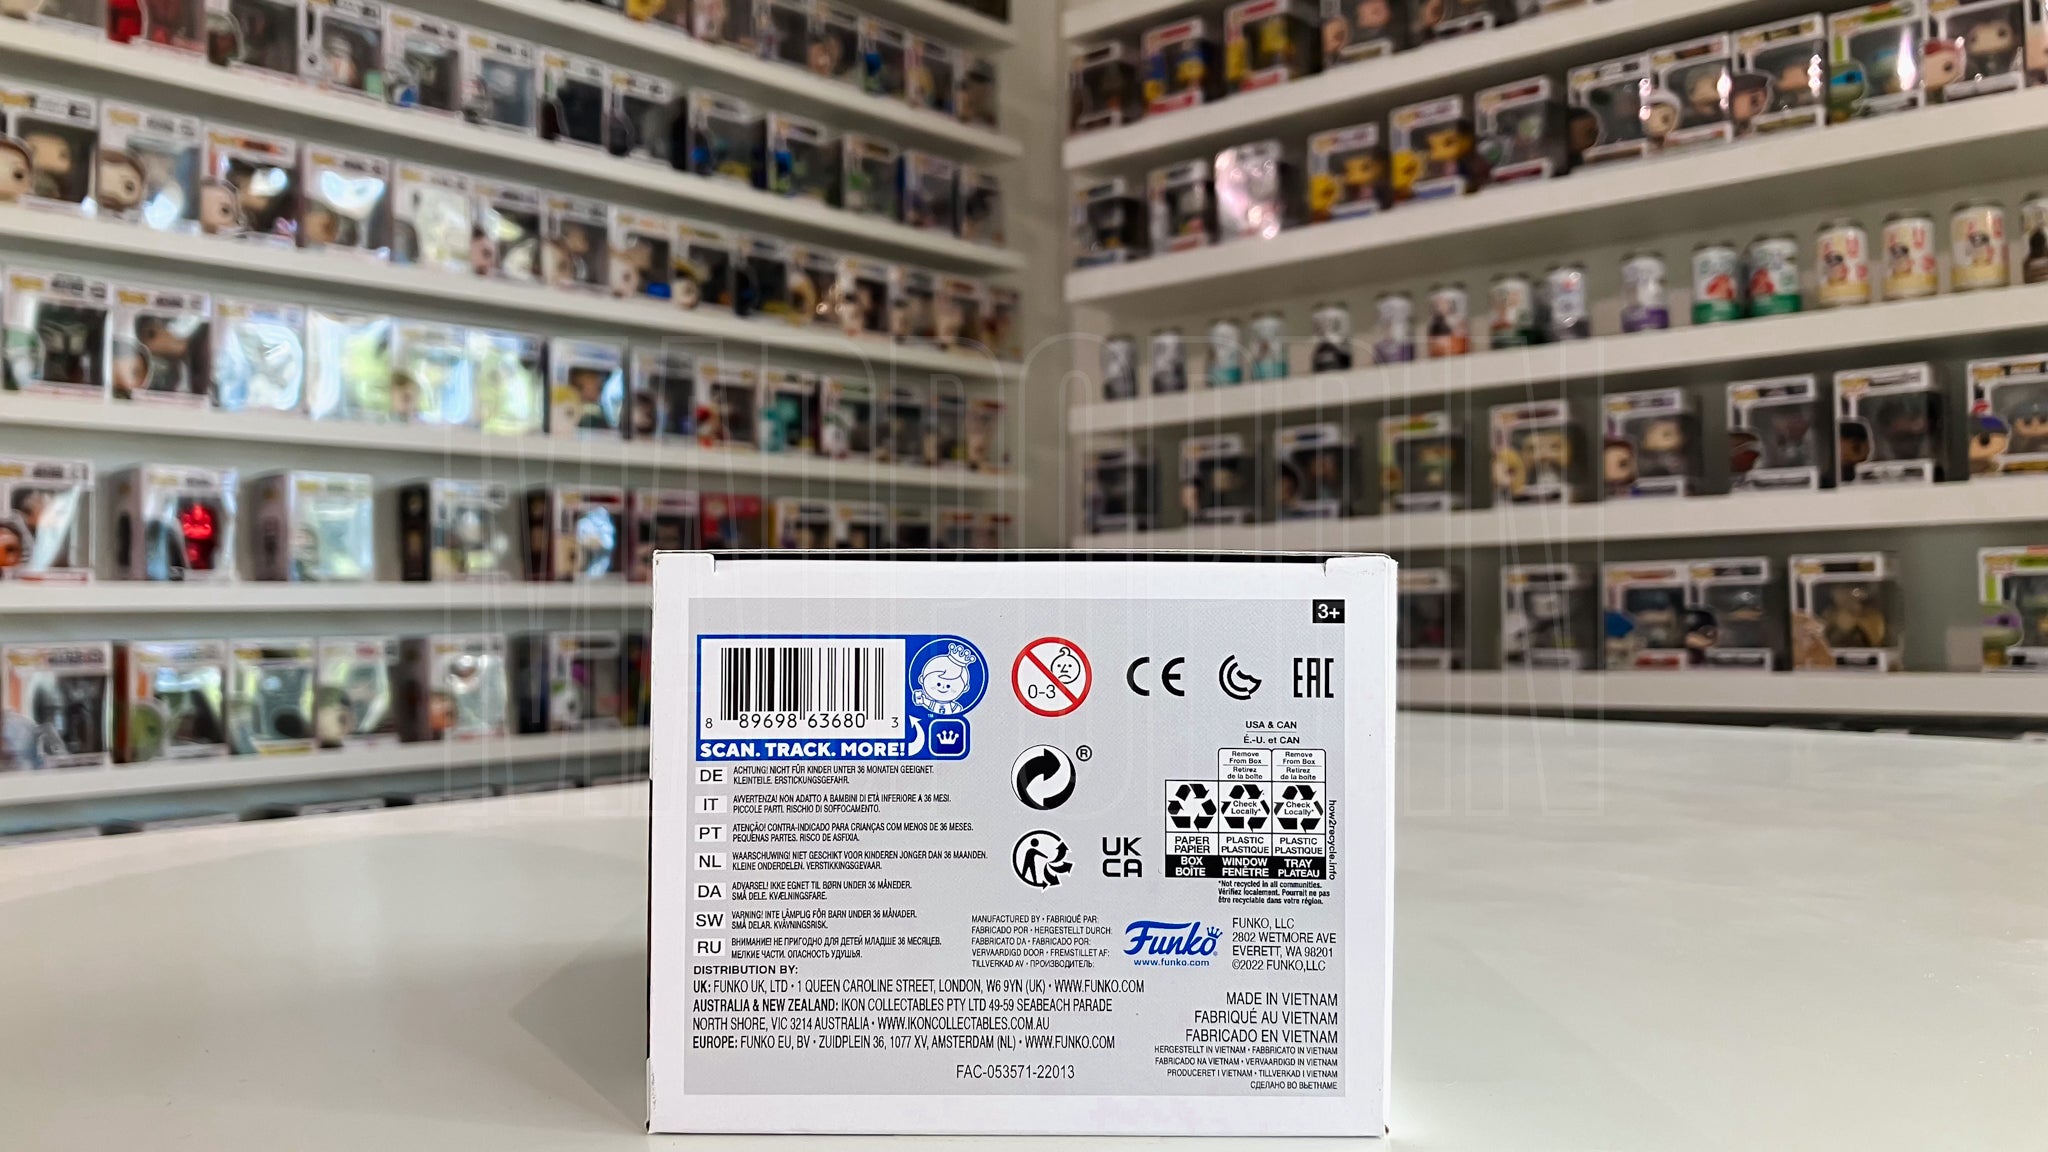 3+
8 89698 63680 3
SCAN. TRACK. MORE!
™
0-3
CE
EAC
®
UK
CA
USA & CAN
É.-U. et CAN
Remove From Box
Retirez de la boîte
Remove From Box
Retirez de la boîte
Check Locally*
Check Locally*
PAPER
PAPIER
BOX
BOÎTE
PLASTIC
PLASTIQUE
WINDOW
FENÊTRE
PLASTIC
PLASTIQUE
TRAY
PLATEAU
how2recycle.info
*Not recycled in all communities.
Vérifiez localement. Pourrait ne pas
être recyclable dans votre région.
DE ACHTUNG! NICHT FÜR KINDER UNTER 36 MONATEN GEEIGNET.
KLEINTEILE. ERSTICKUNGSGEFAHR.
IT AVVERTENZA! NON ADATTO A BAMBINI DI ETÀ INFERIORE A 36 MESI.
PICCOLE PARTI. RISCHIO DI SOFFOCAMENTO.
PT ATENÇÃO! CONTRA-INDICADO PARA CRIANÇAS COM MENOS DE 36 MESES.
PEQUENAS PARTES. RISCO DE ASFIXIA.
NL WAARSCHUWING! NIET GESCHIKT VOOR KINDEREN JONGER DAN 36 MAANDEN.
KLEINE ONDERDELEN. VERSTIKKINGSGEVAAR.
DA ADVARSEL! IKKE EGNET TIL BØRN UNDER 36 MÅNEDER.
SMÅ DELE. KVÆLNINGSFARE.
SW VARNING! INTE LÄMPLIG FÖR BARN UNDER 36 MÅNADER.
SMÅ DELAR. KVÄVNINGSRISK.
RU ВНИМАНИЕ! НЕ ПРИГОДНО ДЛЯ ДЕТЕЙ МЛАДШЕ 36 МЕСЯЦЕВ.
МЕЛКИЕ ЧАСТИ. ОПАСНОСТЬ УДУШЬЯ.
MANUFACTURED BY • FABRIQUÉ PAR:
FABRICADO POR • HERGESTELLT DURCH:
FABBRICATO DA • FABRICADO POR:
VERVAARDIGD DOOR • FREMSTILLET AF:
TILLVERKAD AV • ПРОИЗВОДИТЕЛЬ:
Funko
www.funko.com
FUNKO, LLC
2802 WETMORE AVE
EVERETT, WA 98201
©2022 FUNKO,LLC
DISTRIBUTION BY:
UK: FUNKO UK, LTD • 1 QUEEN CAROLINE STREET, LONDON, W6 9YN (UK) • WWW.FUNKO.COM
AUSTRALIA & NEW ZEALAND: IKON COLLECTABLES PTY LTD 49-59 SEABEACH PARADE
NORTH SHORE, VIC 3214 AUSTRALIA • WWW.IKONCOLLECTABLES.COM.AU
EUROPE: FUNKO EU, BV • ZUIDPLEIN 36, 1077 XV, AMSTERDAM (NL) • WWW.FUNKO.COM
FAC-053571-22013
MADE IN VIETNAM
FABRIQUÉ AU VIETNAM
FABRICADO EN VIETNAM
HERGESTELLT IN VIETNAM • FABBRICATO IN VIETNAM
FABRICADO NA VIETNAM • VERVAARDIGD IN VIETNAM
PRODUCERET I VIETNAM • TILLVERKAD I VIETNAM
СДЕЛАНО ВО ВЬЕТНАМЕ